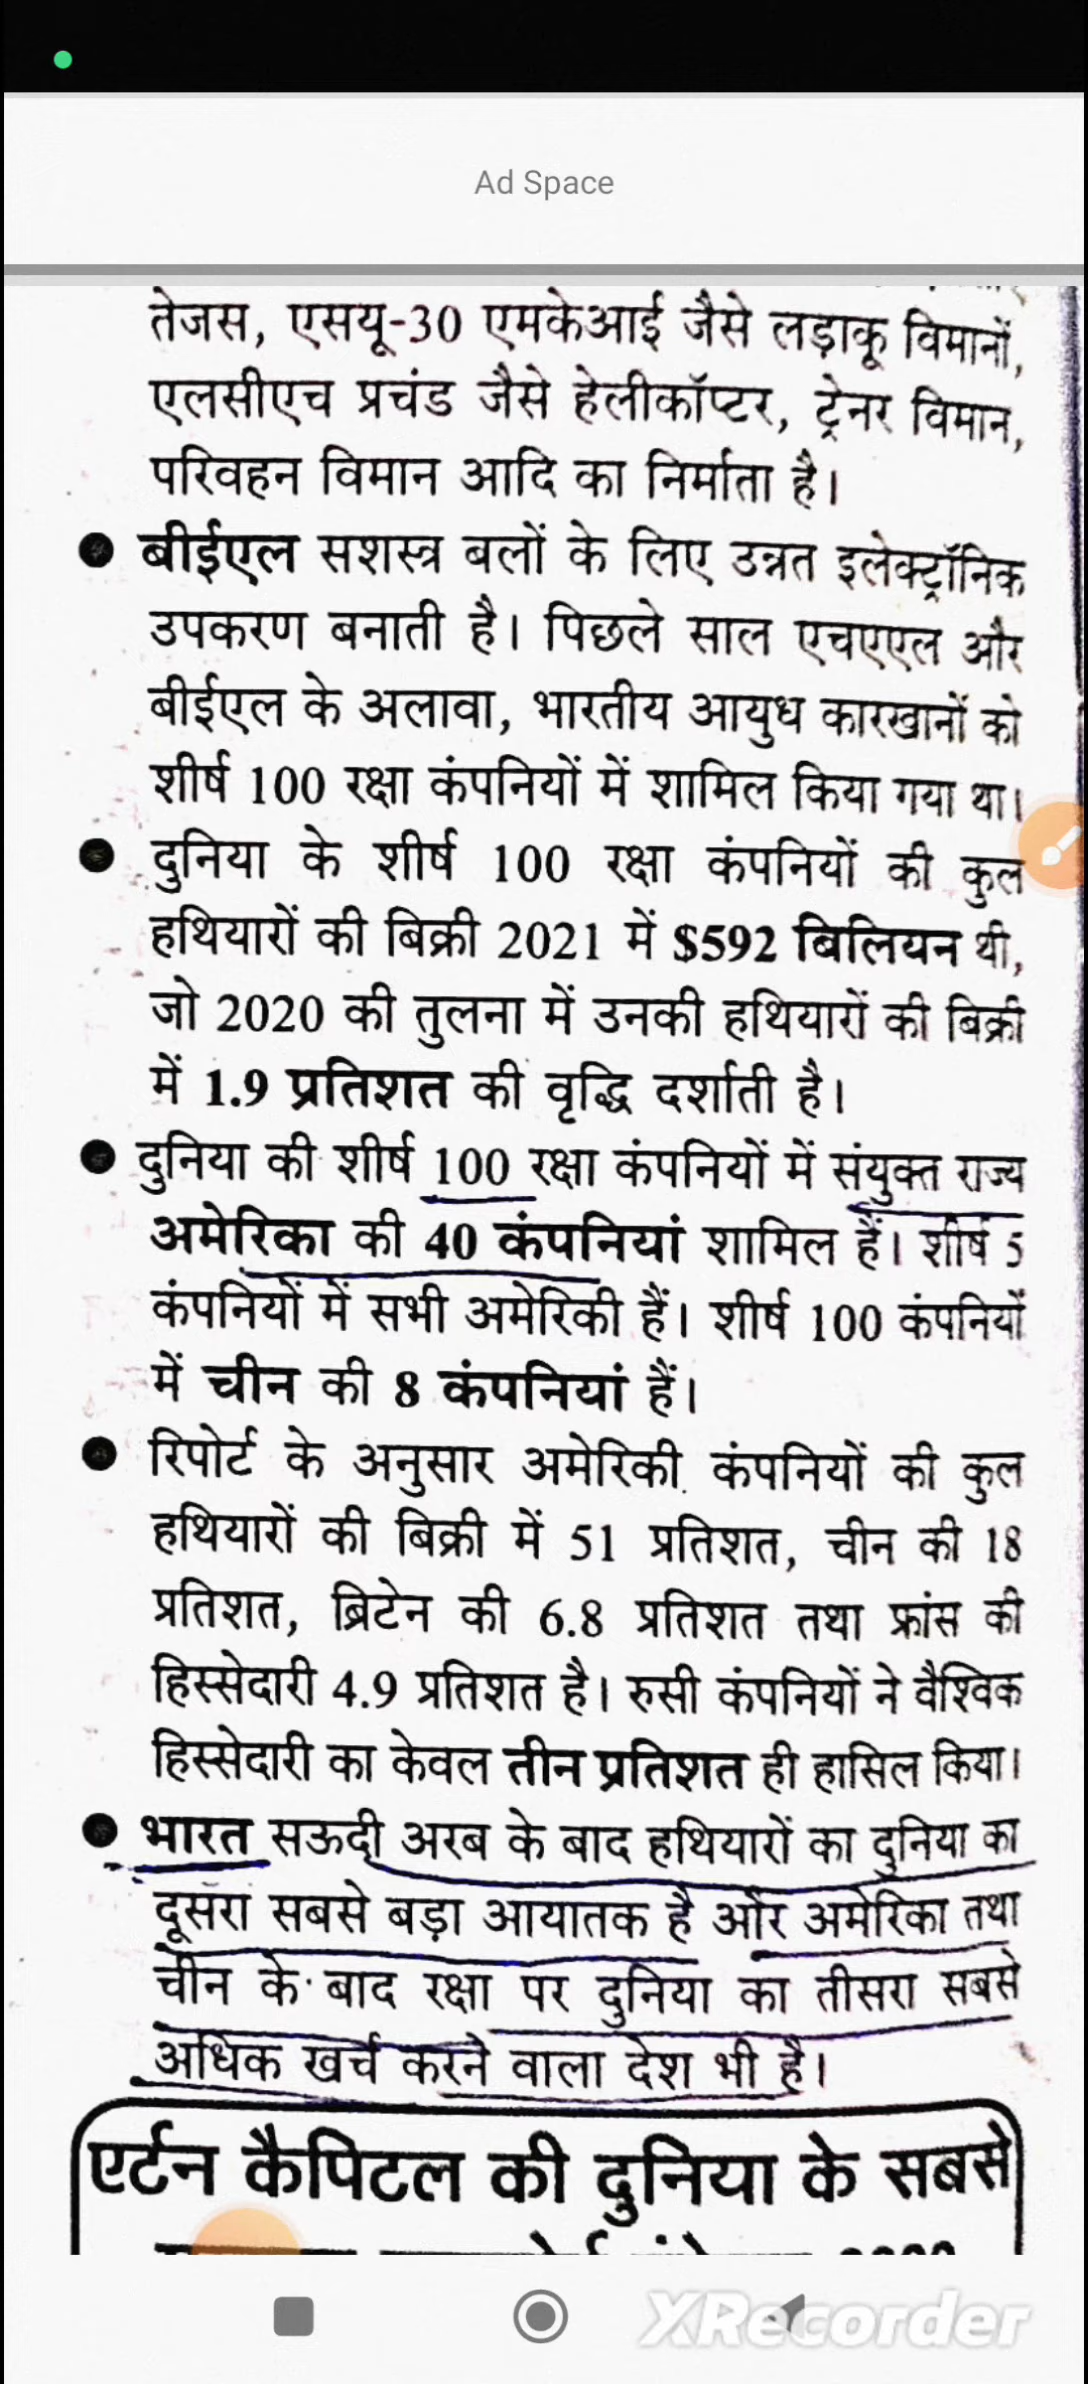 Ad Space
तेजस, एसयू-30 एमकेआई जैसे लड़ाकू विमानों,
एलसीएच प्रचंड जैसे हेलीकॉप्टर, ट्रेनर विमान,
परिवहन विमान आदि का निर्माता है।
बीईएल सशस्त्र बलों के लिए उन्नत इलेक्ट्रॉनिक
उपकरण बनाती है। पिछले साल एचएएल और
बीईएल के अलावा, भारतीय आयुध कारखानों को
शीर्ष 100 रक्षा कंपनियों में शामिल किया गया था।
दुनिया के शीर्ष 100 रक्षा कंपनियों की कुल
हथियारों की बिक्री 2021 में $592 बिलियन थी,
जो 2020 की तुलना में उनकी हथियारों की बिक्री
में 1.9 प्रतिशत की वृद्धि दर्शाती है।
दुनिया की शीर्ष 100 रक्षा कंपनियों में संयुक्त राज्य
अमेरिका की 40 कंपनियां शामिल हैं। शीर्ष 5
कंपनियों में सभी अमेरिकी हैं। शीर्ष 100 कंपनियों
में चीन की 8 कंपनियां हैं।
रिपोर्ट के अनुसार अमेरिकी कंपनियों की कुल
हथियारों की बिक्री में 51 प्रतिशत, चीन की 18
प्रतिशत, ब्रिटेन की 6.8 प्रतिशत तथा फ्रांस की
हिस्सेदारी 4.9 प्रतिशत है। रुसी कंपनियों ने वैश्विक
हिस्सेदारी का केवल तीन प्रतिशत ही हासिल किया।
भारत सऊदी अरब के बाद हथियारों का दुनिया का
दूसरा सबसे बड़ा आयातक है और अमेरिका तथा
चीन के बाद रक्षा पर दुनिया का तीसरा सबसे
अधिक खर्च करने वाला देश भी है।
एर्टन कैपिटल की दुनिया के सबसे
XRecorder